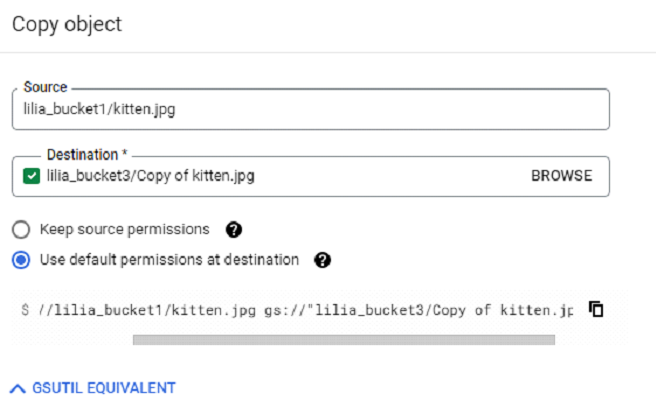 Copy object
Source
lilia_bucket1/kitten.jpg
Destination *
lilia_bucket3/Copy of kitten.jpg BROWSE
Keep source permissions ?
Use default permissions at destination ?
$ //lilia_bucket1/kitten.jpg gs://"lilia_bucket3/Copy of kitten.jp
GSUTIL EQUIVALENT